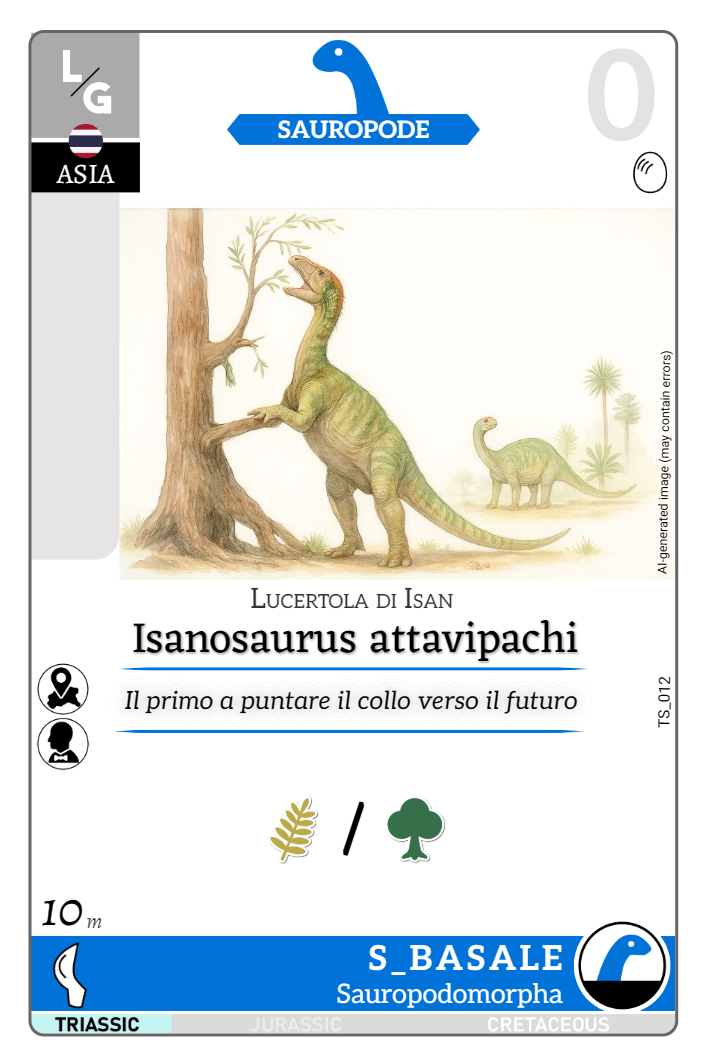 L/G
SAUROPODE
0
ASIA
AI-generated image (may contain errors)
Lucertola di Isan
Isanosaurus attavipachi
Il primo a puntare il collo verso il futuro
TS_012
/
10 m
S_BASALE
Sauropodomorpha
TRIASSIC JURASSIC CRETACEOUS